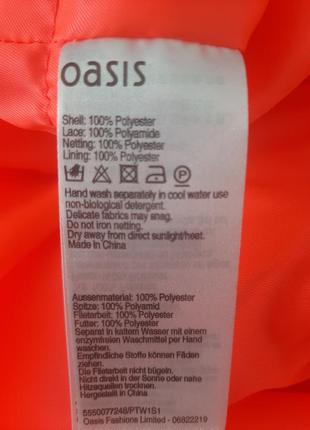 oasis
Shell: 100% Polyester
Lace: 100% Polyamide
Netting: 100% Polyester
Lining: 100% Polyester
P
Hand wash separately in cool water use
non-biological detergent.
Delicate fabrics may snag.
Do not iron netting.
Dry away from direct sunlight/heat.
Made in China
Aussenmaterial: 100% Polyester
Spitze: 100% Polyamid
Filetarbeit: 100% Polyester
Futter: 100% Polyester
Separat in kaltem Wasser mit einem
enzymfreien Waschmittel per Hand
waschen.
Empfindliche Stoffe können Fäden
ziehen.
Die Filetarbeit nicht bügeln.
Nicht direkt in der Sonne oder nahe
Hitzequellen trocknen.
Hergestellt in China
5550077248/PTW1S1
Oasis Fashions Limited - 06822219